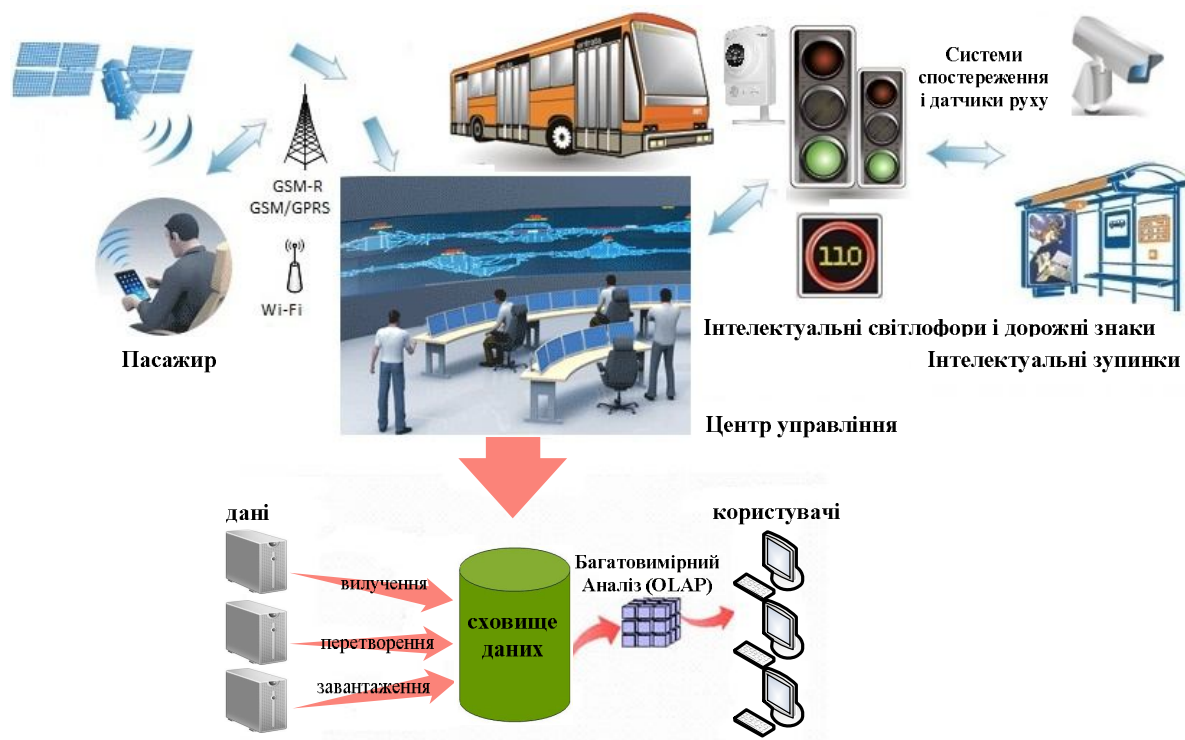 Системи
спостереження
і датчики руху
GSM-R
GSM/GPRS
Wi-Fi
110
Пасажир
Інтелектуальні світлофори і дорожні знаки
Інтелектуальні зупинки
Центр управління
дані
користувачі
вилучення
перетворення
завантаження
сховище
даних
Багатовимірний
Аналіз (OLAP)